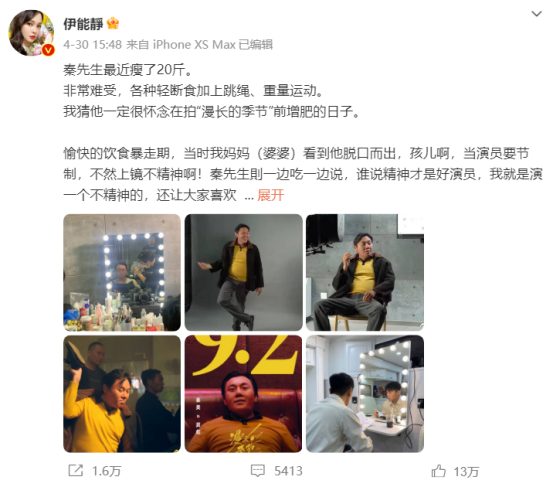 伊能静
4-30 15:48 来自 iPhone XS Max 已编辑
秦先生最近瘦了20斤。
非常难受，各种轻断食加上跳绳、重量运动。
我猜他一定很怀念在拍“漫长的季节”前增肥的日子。
愉快的饮食暴走期，当时我妈妈（婆婆）看到他脱口而出，孩儿啊，当演员要节
制，不然上镜不精神啊！秦先生則一边吃一边说，谁说精神才是好演员，我就是演
一个不精神的，还让大家喜欢 ... 展开
9.2
1.6万
5413
13万